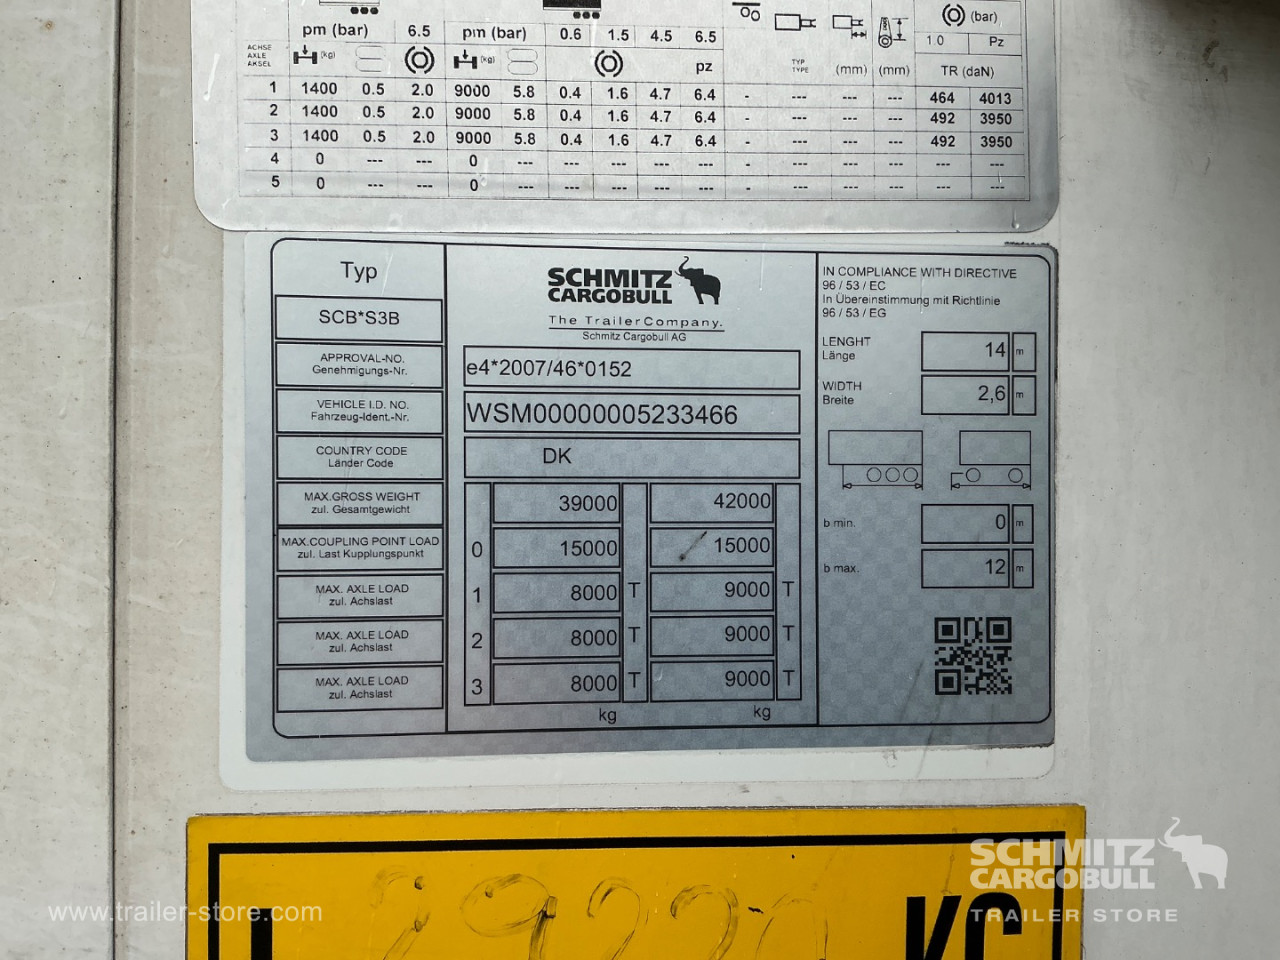 pm (bar) 6.5 pm (bar) 0.6 1.5 4.5 6.5 (bar)
1.0 Pz
ACHSE
AXLE
AKSEL
(kg) (kg) pz TYP
TYPE (mm) (mm) TR (daN)
1 1400 0.5 2.0 9000 5.8 0.4 1.6 4.7 6.4 - --- --- --- 464 4013
2 1400 0.5 2.0 9000 5.8 0.4 1.6 4.7 6.4 - --- --- --- 492 3950
3 1400 0.5 2.0 9000 5.8 0.4 1.6 4.7 6.4 - --- --- --- 492 3950
4 0 --- --- 0 --- --- --- --- --- - --- --- --- --- ---
5 0 --- --- 0 --- --- --- --- --- - --- --- --- --- ---
Typ
SCB*S3B
SCHMITZ
CARGOBULL
The TrailerCompany.
Schmitz Cargobull AG
APPROVAL-NO.
Genehmigungs-Nr.
e4*2007/46*0152
VEHICLE I.D. NO.
Fahrzeug-Ident.-Nr.
WSM00000005233466
COUNTRY CODE
Länder Code
DK
MAX.GROSS WEIGHT
zul. Gesamtgewicht
39000 42000
MAX.COUPLING POINT LOAD
zul. Last Kupplungspunkt
0 15000 15000
MAX. AXLE LOAD
zul. Achslast
1 8000 T 9000 T
MAX. AXLE LOAD
zul. Achslast
2 8000 T 9000 T
MAX. AXLE LOAD
zul. Achslast
3 8000 T 9000 T
kg kg
IN COMPLIANCE WITH DIRECTIVE
96 / 53 / EC
In Übereinstimmung mit Richtlinie
96 / 53 / EG
LENGHT
Länge
14 m
WIDTH
Breite
2,6 m
b min. 0 m
b max. 12 m
KG
www.trailer-store.com
SCHMITZ
CARGOBULL
TRAILER STORE